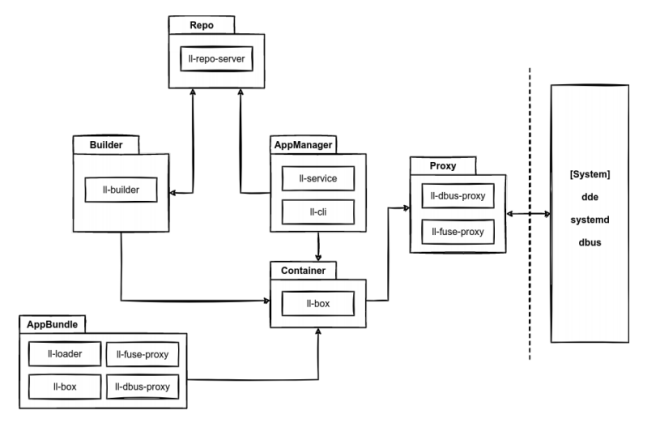 Repo
ll-repo-server
Builder
ll-builder
AppManager
ll-service
ll-cli
Proxy
ll-dbus-proxy
ll-fuse-proxy
[System]
dde
systemd
dbus
Container
ll-box
AppBundle
ll-loader
ll-fuse-proxy
ll-box
ll-dbus-proxy